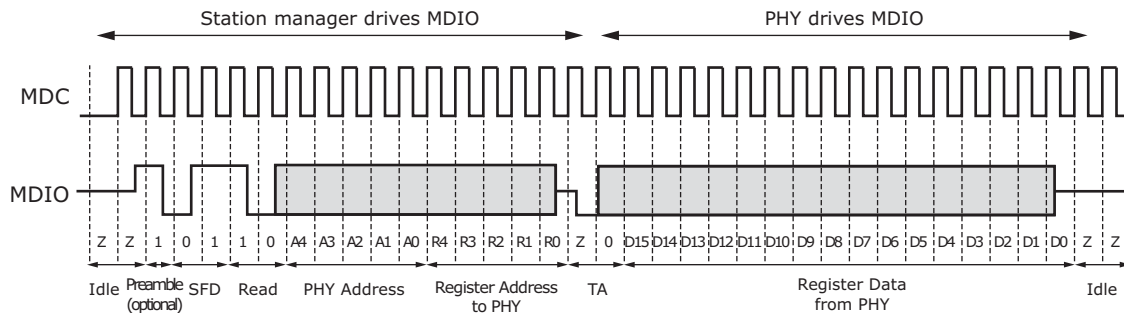 Station manager drives MDIO PHY drives MDIO
MDC
MDIO
Z Z 1 0 1 1 0 A4 A3 A2 A1 A0 R4 R3 R2 R1 R0 Z 0 D15 D14 D13 D12 D11 D10 D9 D8 D7 D6 D5 D4 D3 D2 D1 D0 Z Z
Idle Preamble (optional) SFD Read PHY Address Register Address to PHY TA Register Data from PHY Idle